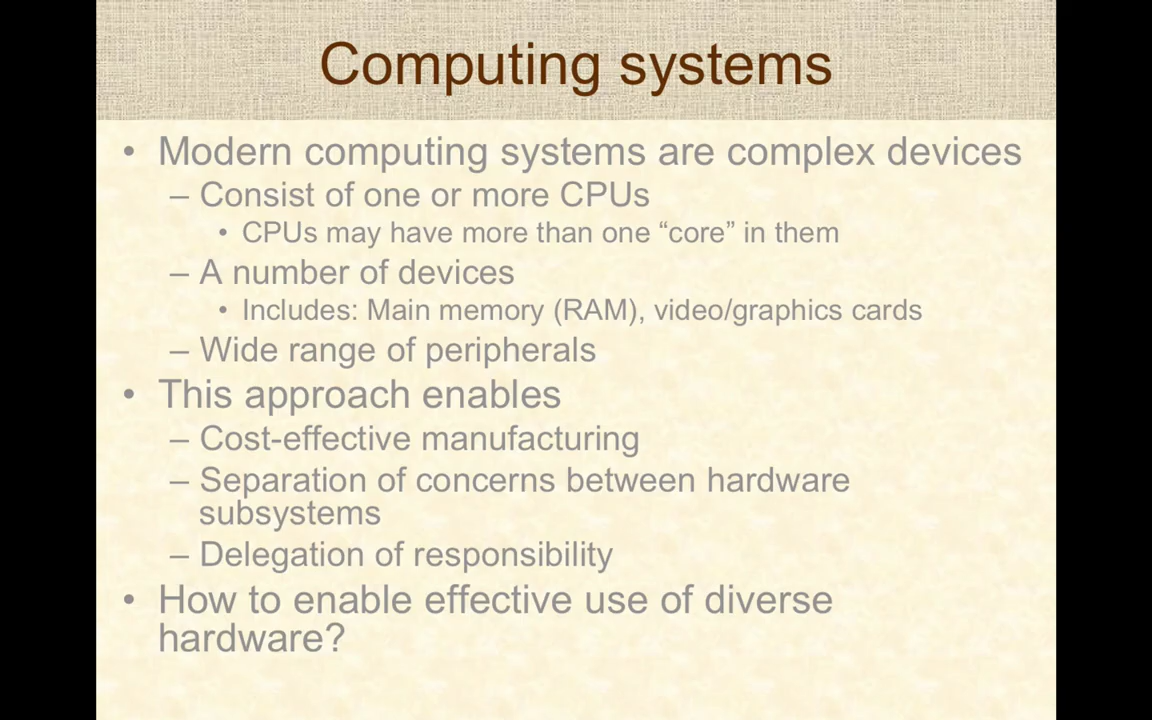 Computing systems
• Modern computing systems are complex devices
– Consist of one or more CPUs
• CPUs may have more than one “core” in them
– A number of devices
• Includes: Main memory (RAM), video/graphics cards
– Wide range of peripherals
• This approach enables
– Cost-effective manufacturing
– Separation of concerns between hardware
subsystems
– Delegation of responsibility
• How to enable effective use of diverse
hardware?